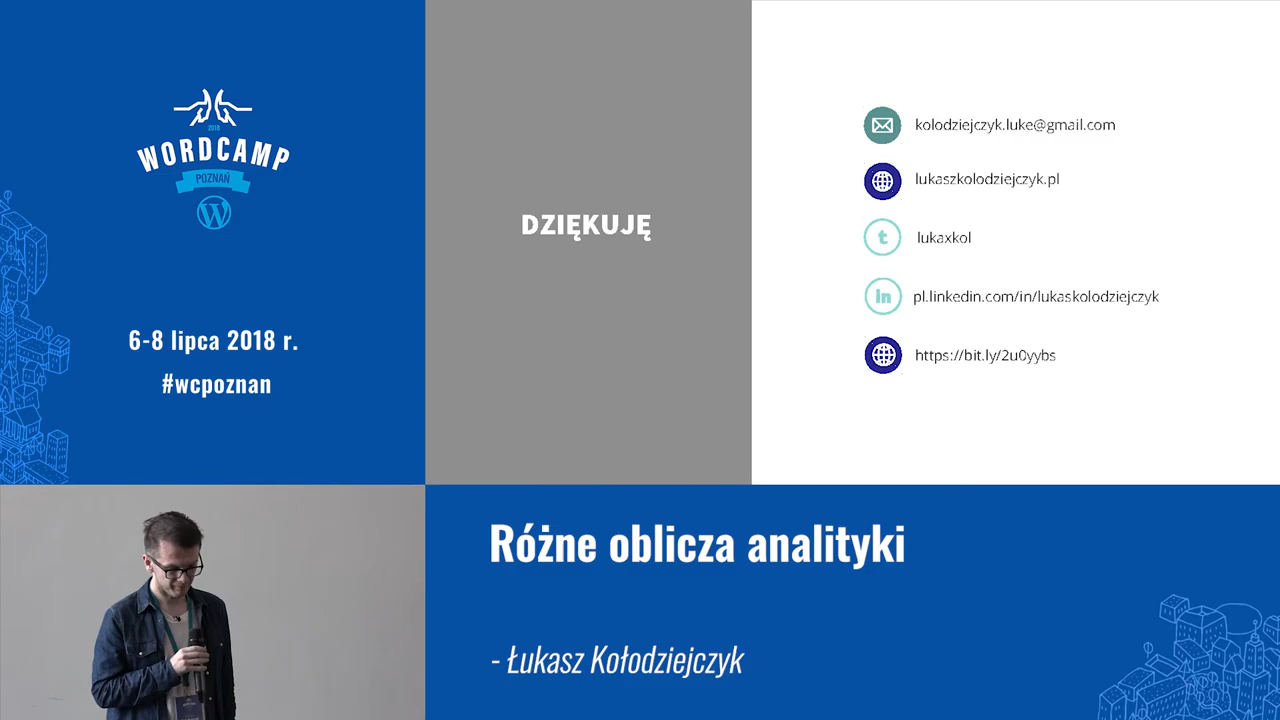 2018
WORDCAMP
POZNAŃ
6-8 lipca 2018 r.
#wcpoznan
DZIĘKUJĘ
kolodziejczyk.luke@gmail.com
lukaszkolodziejczyk.pl
lukaxkol
pl.linkedin.com/in/lukaskolodziejczyk
https://bit.ly/2u0yybs
Różne oblicza analityki
- Łukasz Kołodziejczyk